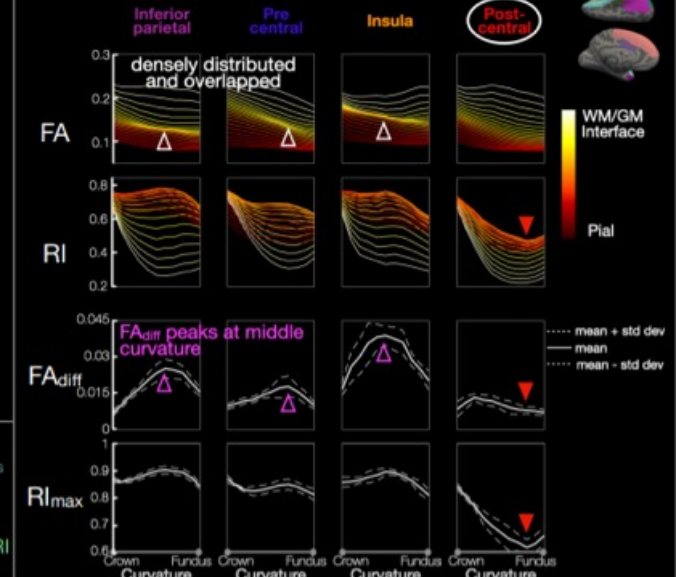 Inferior parietal
Pre central
Insula
Post-central
densely distributed
and overlapped
FA
0.3
0.2
0.1
WM/GM
Interface
Pial
RI
0.8
0.6
0.4
0.2
FAdiff peaks at middle
curvature
FAdiff
0.045
0.03
0.015
0
mean + std dev
mean
mean - std dev
RImax
1
0.9
0.8
0.7
0.6
Crown Fundus Crown Fundus Crown Fundus Crown Fundus
Curvature Curvature Curvature Curvature
s
RI